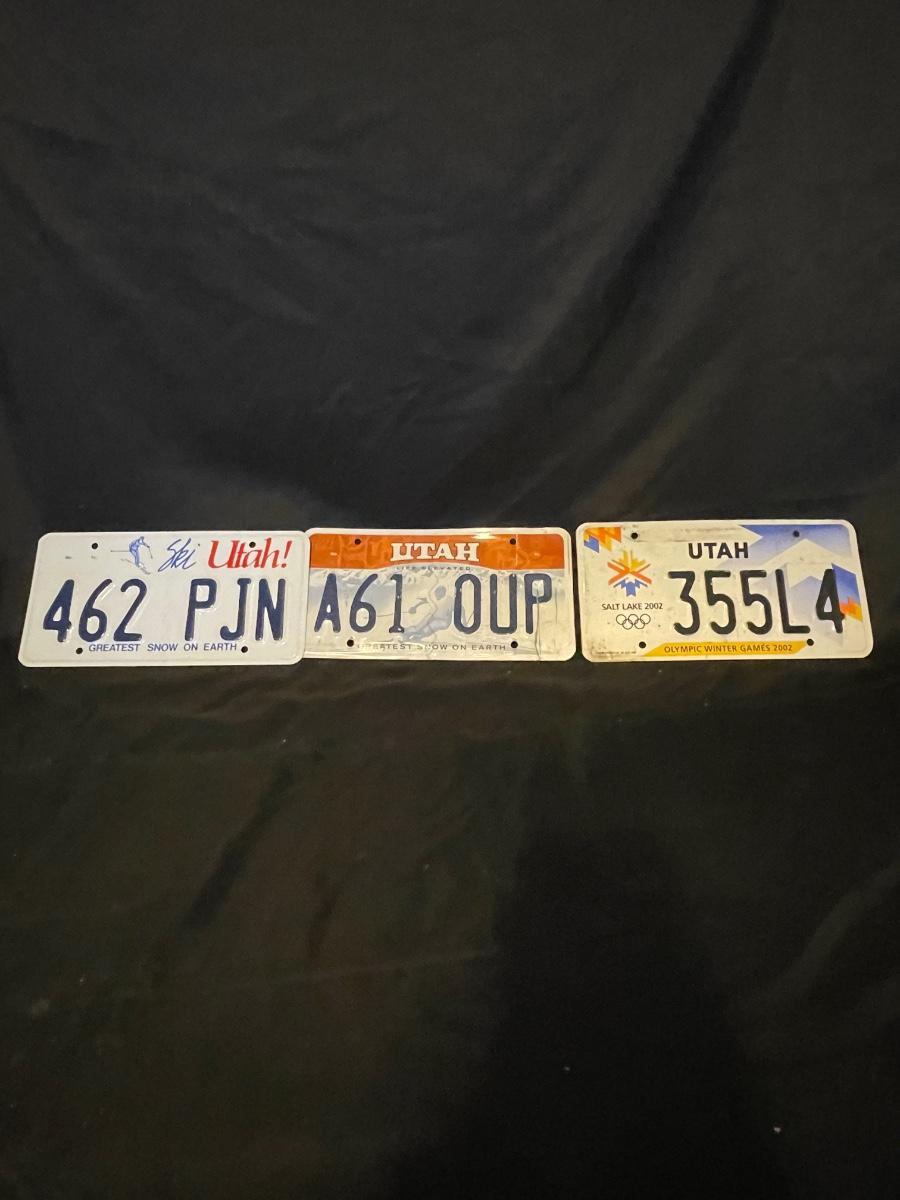 Ski Utah!
462 PJN
GREATEST SNOW ON EARTH
UTAH
LIFE ELEVATED
A61 0UP
GREATEST SNOW ON EARTH
UTAH
SALT LAKE 2002
355L4
OLYMPIC WINTER GAMES 2002